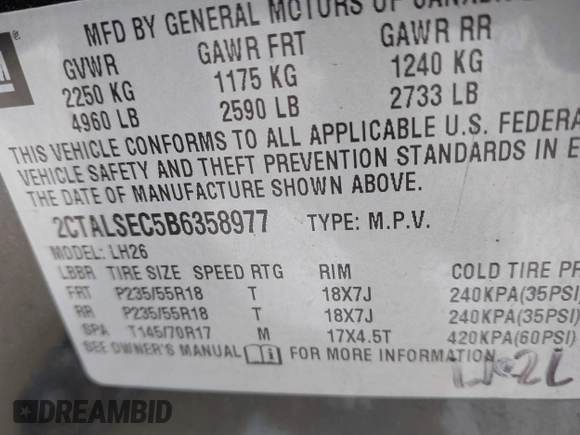 MFD BY GENERAL MOTORS OF CANADA
GVWR GAWR FRT GAWR RR
2250 KG 1175 KG 1240 KG
4960 LB 2590 LB 2733 LB
THIS VEHICLE CONFORMS TO ALL APPLICABLE U.S. FEDERA
VEHICLE SAFETY AND THEFT PREVENTION STANDARDS IN E
THE DATE OF MANUFACTURE SHOWN ABOVE.
2CTALSEC5B6358977 TYPE: M.P.V.
MODEL: LH26
LBBR TIRE SIZE SPEED RTG RIM COLD TIRE PR
FRT P235/55R18 T 18X7J 240KPA(35PSI)
RR P235/55R18 T 18X7J 240KPA(35PSI)
SPA T145/70R17 M 17X4.5T 420KPA(60PSI)
SEE OWNER'S MANUAL i FOR MORE INFORMATION
DREAMBID